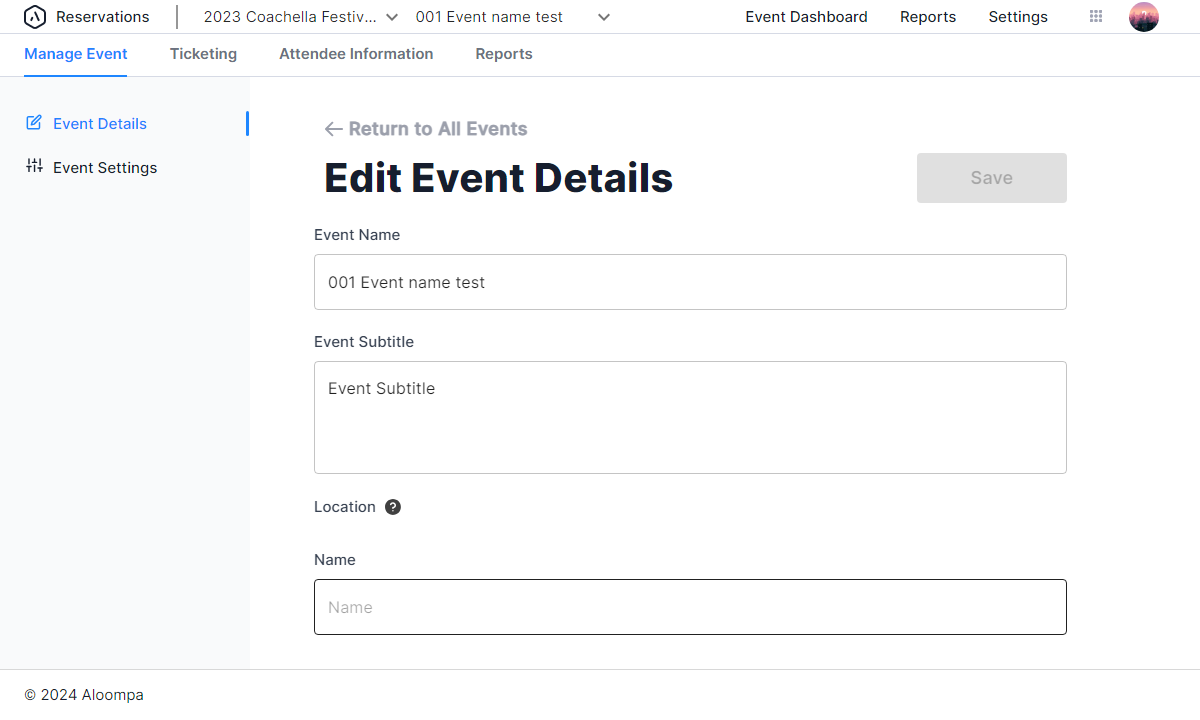 Reservations 2023 Coachella Festiv... 001 Event name test Event Dashboard Reports Settings
Manage Event Ticketing Attendee Information Reports
Event Details
Event Settings
Return to All Events
Edit Event Details
Save
Event Name
001 Event name test
Event Subtitle
Event Subtitle
Location ?
Name
Name
© 2024 Aloompa